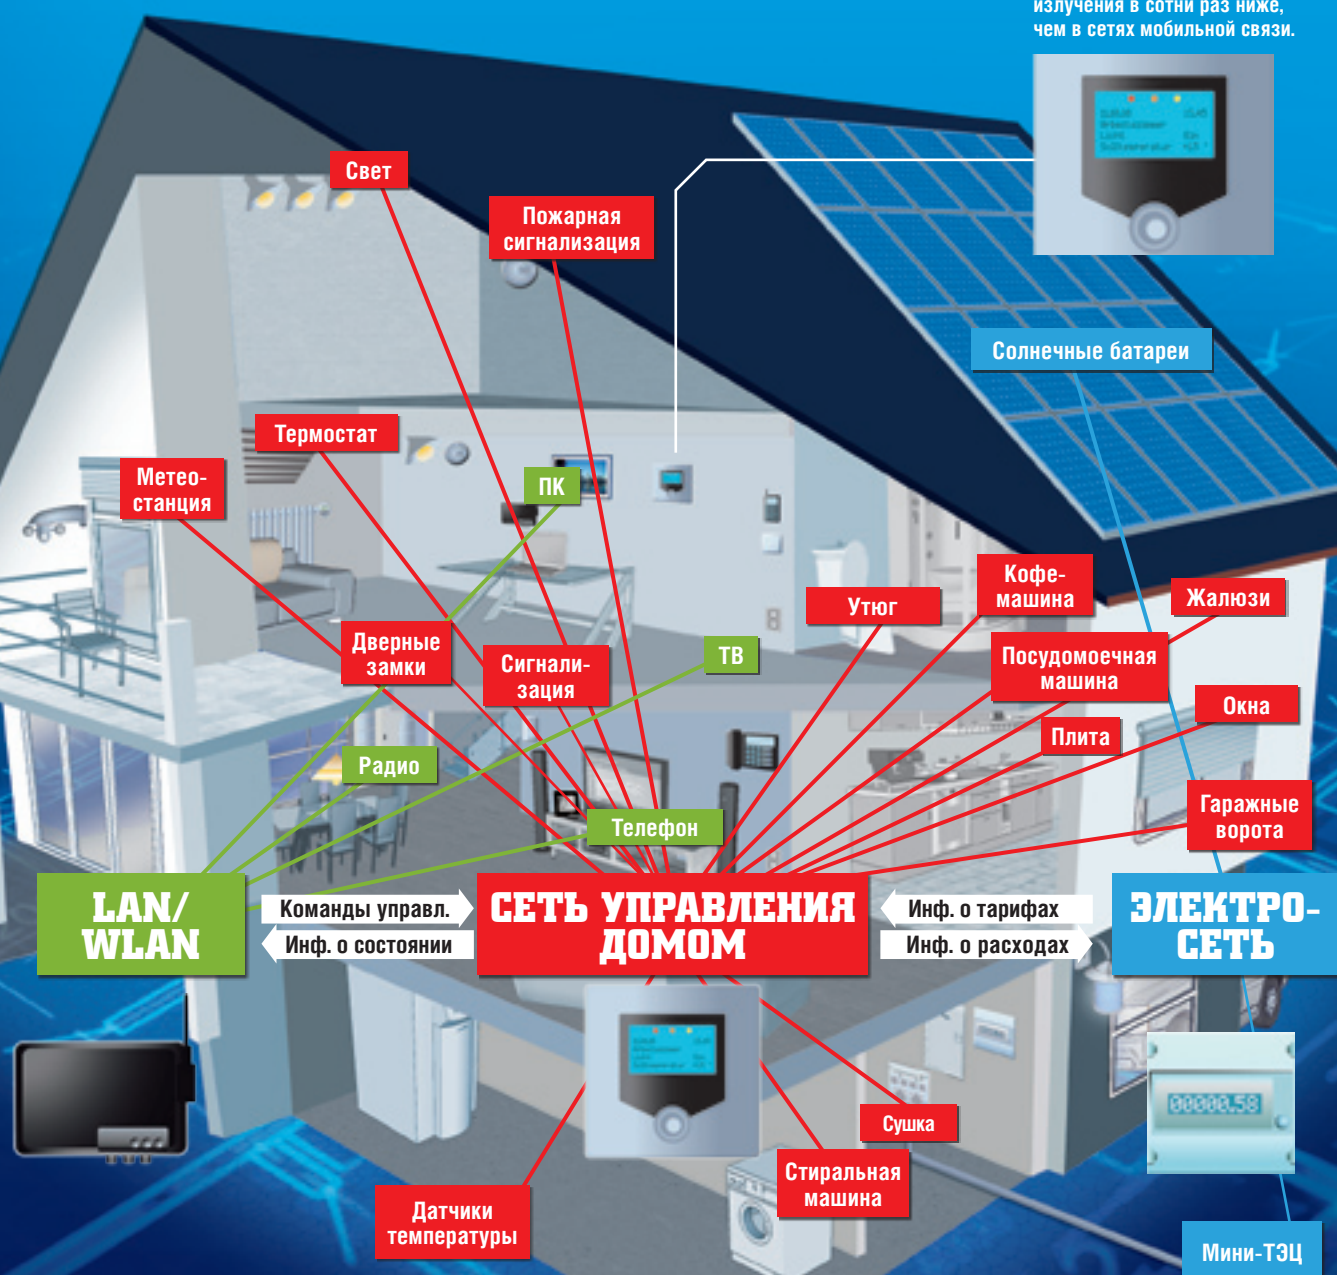 излучения в сотни раз ниже,
чем в сетях мобильной связи.
Свет
Пожарная
сигнализация
Солнечные батареи
Термостат
Метео-
станция
ПК
Кофе-
машина
Жалюзи
Утюг
Дверные
замки
Сигнали-
зация
ТВ
Посудомоечная
машина
Окна
Плита
Радио
Гаражные
ворота
Телефон
LAN/
WLAN
Команды управл.
Инф. о состоянии
СЕТЬ УПРАВЛЕНИЯ
ДОМОМ
Инф. о тарифах
Инф. о расходах
ЭЛЕКТРО-
СЕТЬ
00000.58
Сушка
Стиральная
машина
Датчики
температуры
Мини-ТЭЦ